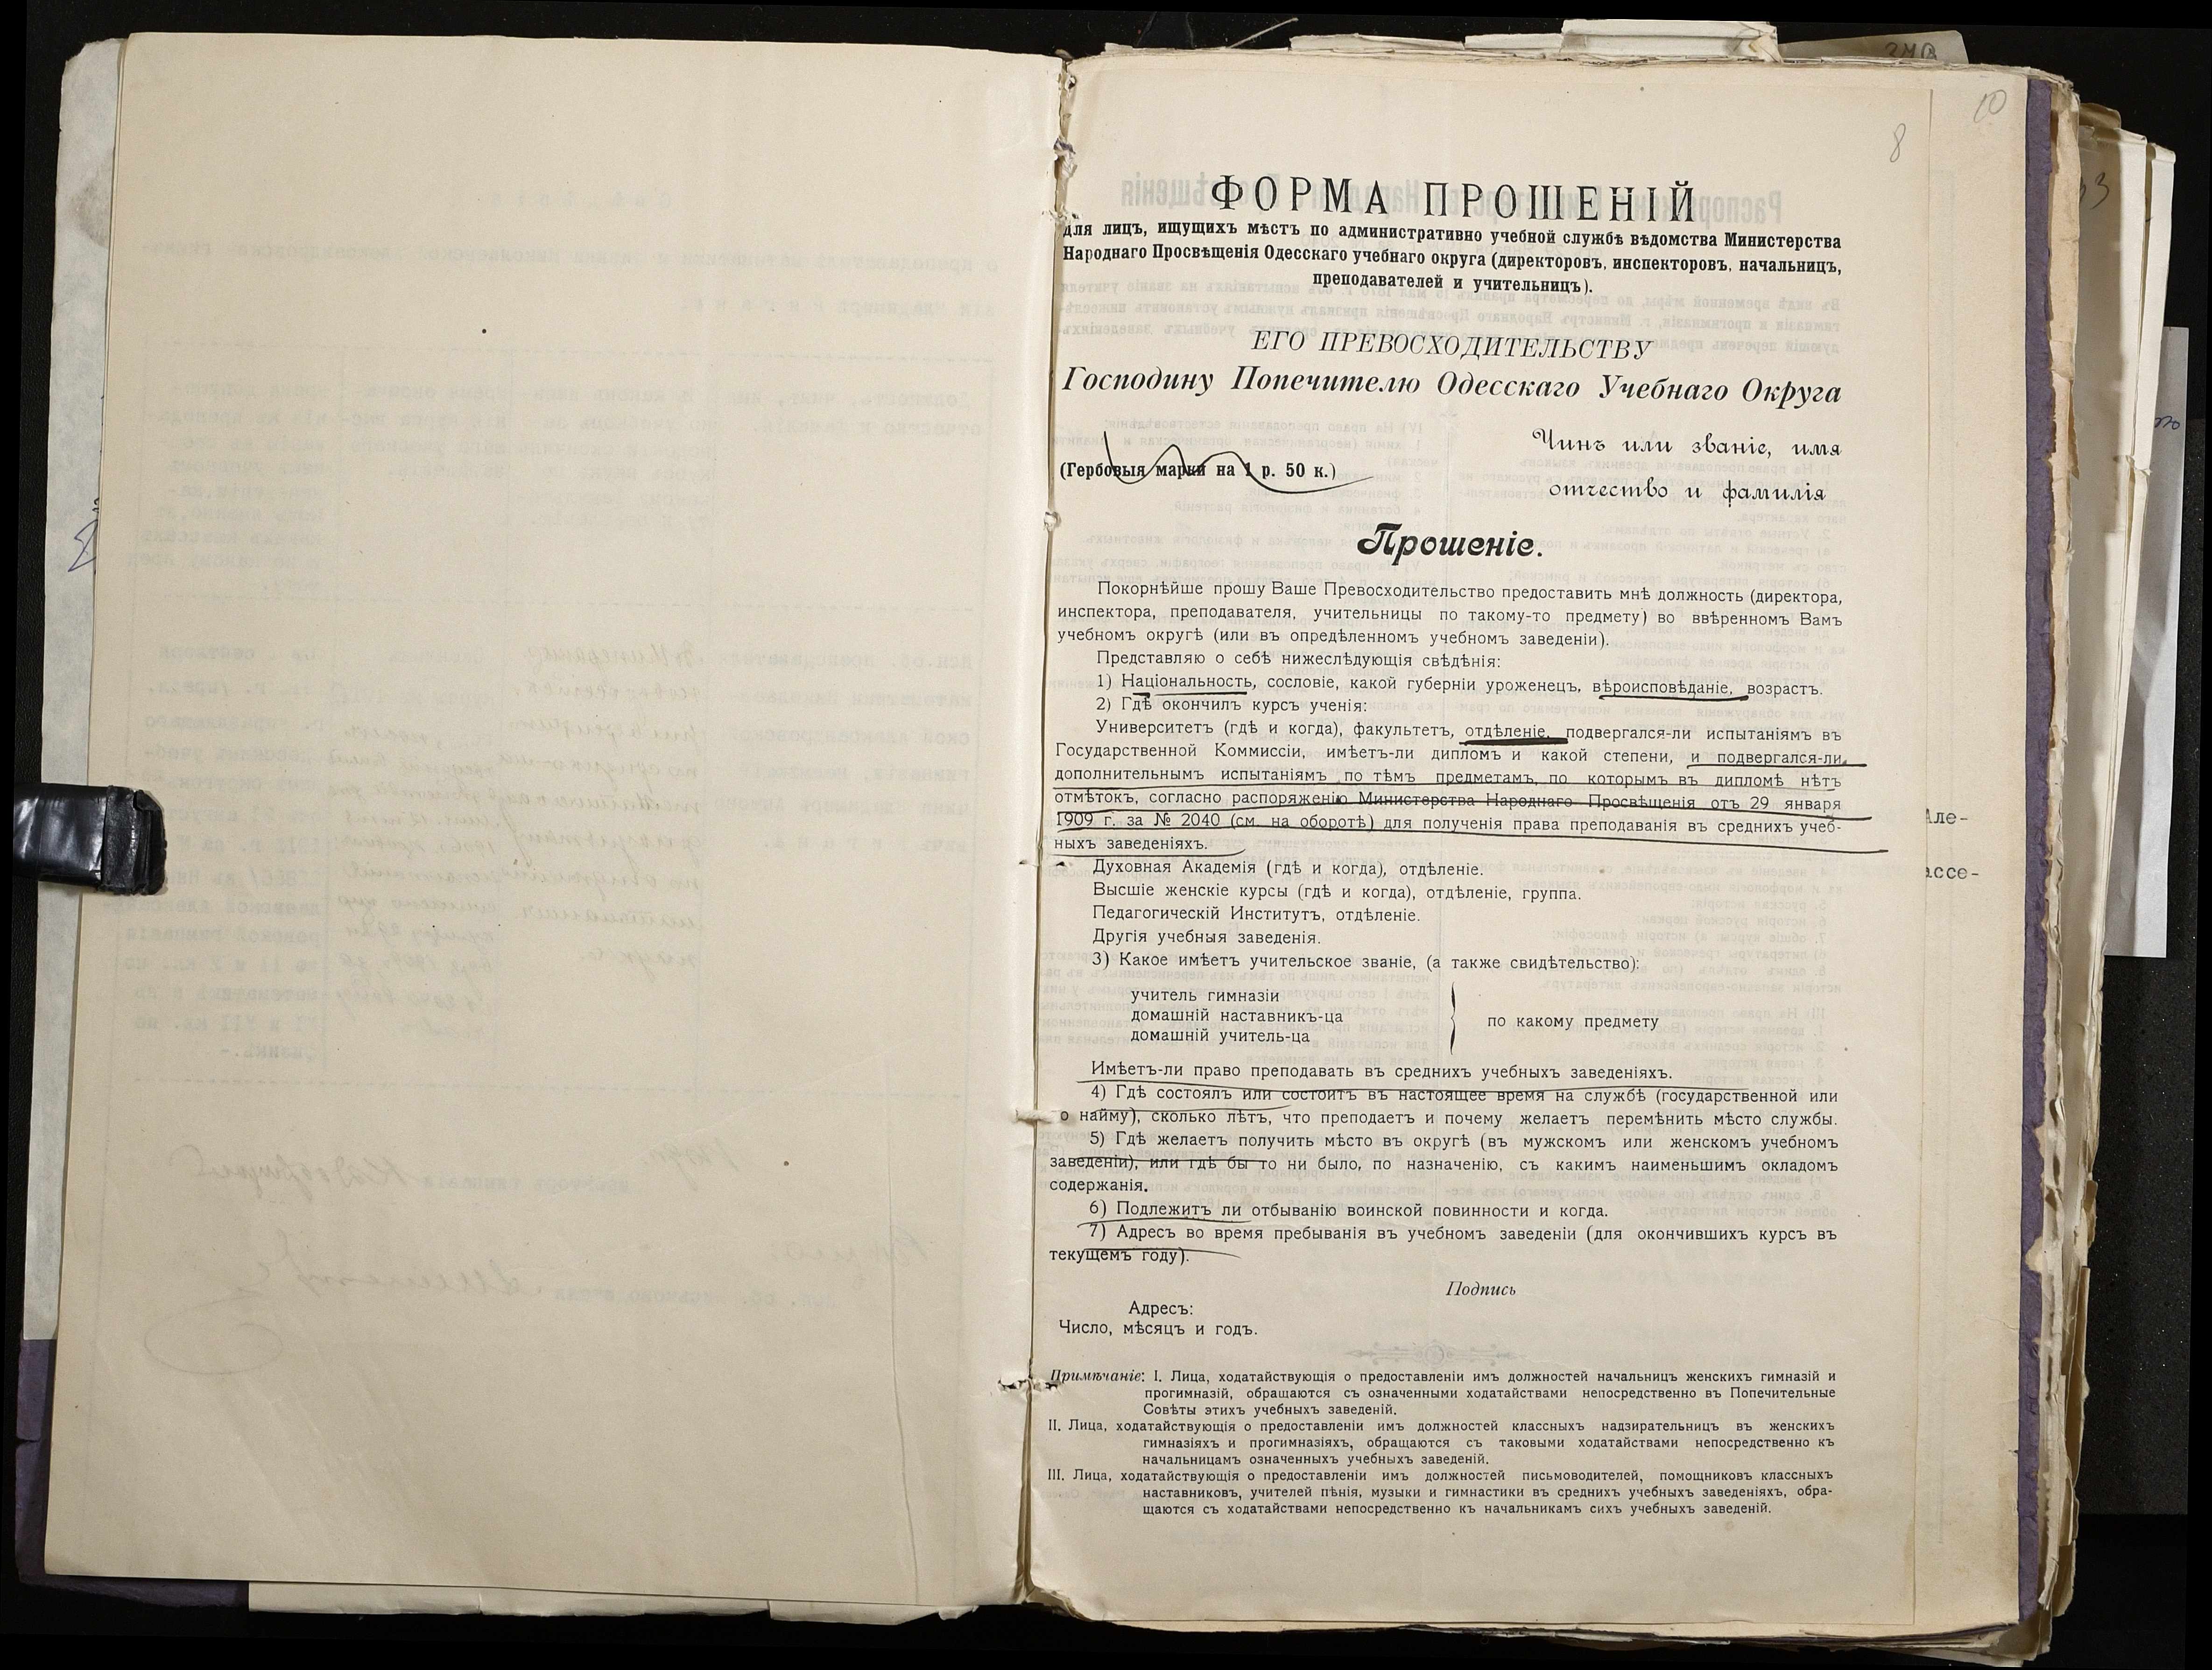 10
8
ФОРМА ПРОШЕНІЙ
для лицъ, ищущихъ мѣстъ по административно учебной службѣ вѣдомства Министерства
Народнаго Просвѣщенія Одесскаго учебнаго округа (директоровъ, инспекторовъ, начальницъ,
преподавателей и учительницъ).
ЕГО ПРЕВОСХОДИТЕЛЬСТВУ
Господину Попечителю Одесскаго Учебнаго Округа
Чинъ или званіе, имя
(Гербовыя марки на 1 р. 50 к.)
отчество и фамилія
Прошеніе.
Покорнѣйше прошу Ваше Превосходительство предоставить мнѣ должность (директора,
инспектора, преподавателя, учительницы по такому-то предмету) во ввѣренномъ Вамъ
учебномъ округѣ (или въ опредѣленномъ учебномъ заведеніи).
Представляю о себѣ нижеслѣдующія свѣдѣнія:
1) Національность, сословіе, какой губерніи уроженецъ, вѣроисповѣданіе, возрастъ.
2) Гдѣ окончилъ курсъ ученія:
Университетъ (гдѣ и когда), факультетъ, отдѣленіе, подвергался-ли испытаніямъ въ
Государственной Коммиссіи, имѣетъ-ли дипломъ и какой степени, и подвергался-ли
дополнительнымъ испытаніямъ по тѣмъ предметамъ, по которымъ въ дипломѣ нѣтъ
отмѣтокъ, согласно распоряженію Министерства Народнаго Просвѣщенія отъ 29 января
1909 г. за № 2040 (см. на оборотѣ) для полученія права преподаванія въ среднихъ учеб-
ныхъ заведеніяхъ.
Духовная Академія (гдѣ и когда), отдѣленіе.
Высшіе женскіе курсы (гдѣ и когда), отдѣленіе, группа.
Педагогическій Институтъ, отдѣленіе.
Другія учебныя заведенія.
3) Какое имѣетъ учительское званіе, (а также свидѣтельство):
учитель гимназіи
домашній наставникъ-ца
по какому предмету
домашній учитель-ца
Имѣетъ-ли право преподавать въ среднихъ учебныхъ заведеніяхъ.
4) Гдѣ состоялъ или состоитъ въ настоящее время на службѣ (государственной или
о найму), сколько лѣтъ, что преподаетъ и почему желаетъ перемѣнить мѣсто службы.
5) Гдѣ желаетъ получить мѣсто въ округѣ (въ мужскомъ или женскомъ учебномъ
заведеніи), или гдѣ бы то ни было, по назначенію, съ какимъ наименьшимъ окладомъ
содержанія.
6) Подлежитъ ли отбыванію воинской повинности и когда.
7) Адресъ во время пребыванія въ учебномъ заведеніи (для окончившихъ курсъ въ
текущемъ году).
Подпись
Адресъ:
Число, мѣсяцъ и годъ.
Примѣчаніе: I. Лица, ходатайствующія о предоставленіи имъ должностей начальницъ женскихъ гимназій и
прогимназій, обращаются съ означенными ходатайствами непосредственно въ Попечительные
Совѣты этихъ учебныхъ заведеній.
II. Лица, ходатайствующія о предоставленіи имъ должностей классныхъ надзирательницъ въ женскихъ
гимназіяхъ и прогимназіяхъ, обращаются съ таковыми ходатайствами непосредственно къ
начальницамъ означенныхъ учебныхъ заведеній.
III. Лица, ходатайствующія о предоставленіи имъ должностей письмоводителей, помощниковъ классныхъ
наставниковъ, учителей пѣнія, музыки и гимнастики въ среднихъ учебныхъ заведеніяхъ, обра-
щаются съ ходатайствами непосредственно къ начальникамъ сихъ учебныхъ заведеній.
Але-
ассе-